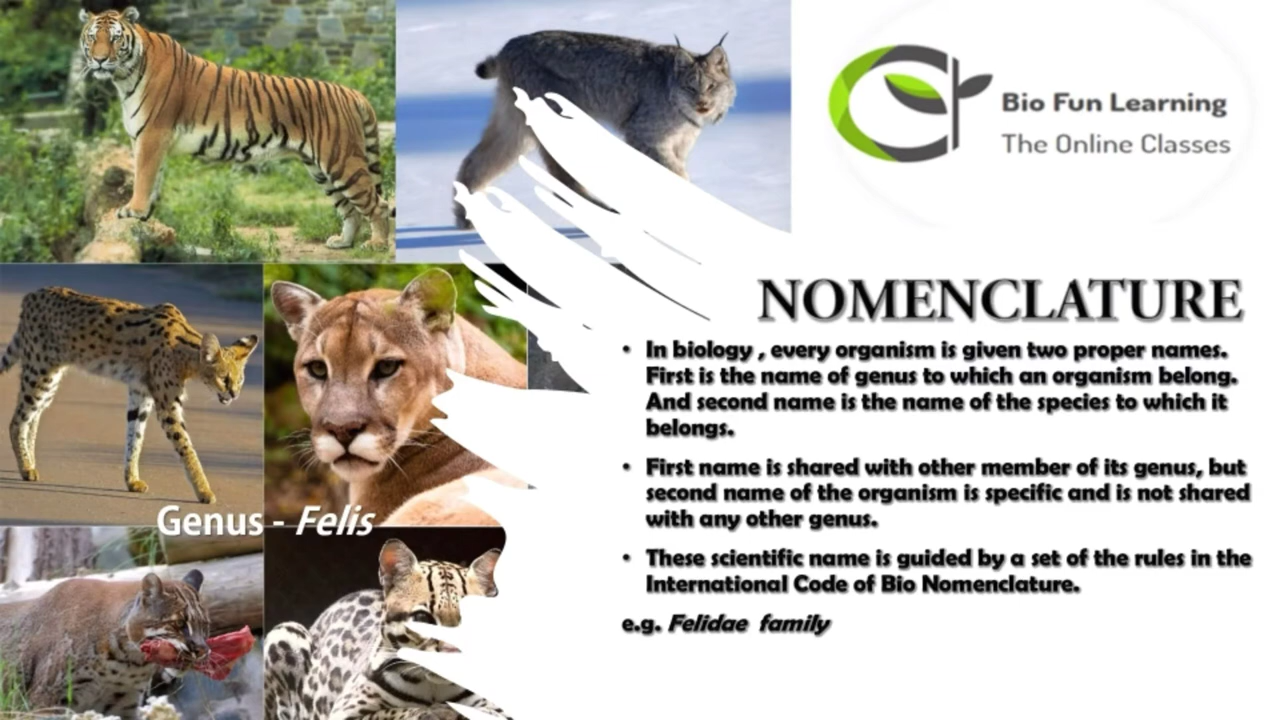 Bio Fun Learning
The Online Classes
NOMENCLATURE
• In biology , every organism is given two proper names.
First is the name of genus to which an organism belong.
And second name is the name of the species to which it
belongs.
• First name is shared with other member of its genus, but
second name of the organism is specific and is not shared
with any other genus.
• These scientific name is guided by a set of the rules in the
International Code of Bio Nomenclature.
e.g. Felidae family
Genus - Felis